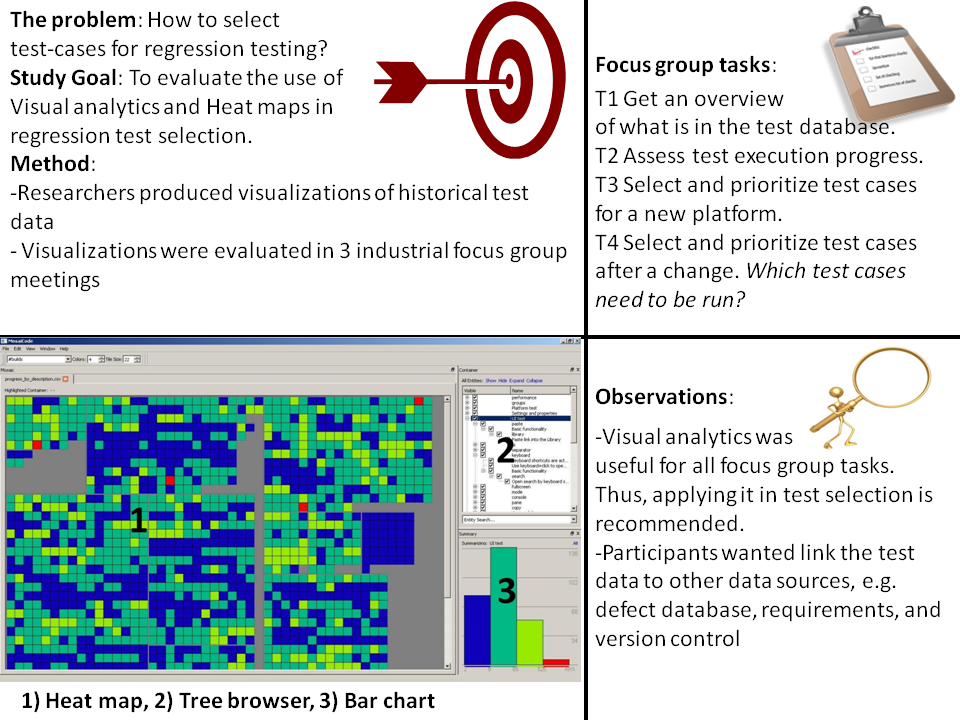 The problem: How to select
test-cases for regression testing?
Study Goal: To evaluate the use of
Visual analytics and Heat maps in
regression test selection.
Method:
-Researchers produced visualizations of historical test
data
- Visualizations were evaluated in 3 industrial focus group
meetings
Focus group tasks:
T1 Get an overview
of what is in the test database.
T2 Assess test execution progress.
T3 Select and prioritize test cases
for a new platform.
T4 Select and prioritize test cases
after a change. Which test cases
need to be run?
MosaiCode
File Edit View Window Help
#builds Colors: 4 Tile Size: 22
Mosaic
progress_by_description.csv
Highlighted Container: --
1
Container
All Entities: Show Hide Expand Collapse
Visible Name
performance
groups
Platform test
Settings and properties
UI test
paste
Basic functionality
library
Paste link into the Library
separator
keyboard
Keyboard shortcuts are act...
Use keyboard+click to ope...
Basic functionality
search
Open search by keyboard s...
fullscreen
mode
console
pane
copy
2
Entity Search...
Summary
Summarizing: UI test All
3
1) Heat map, 2) Tree browser, 3) Bar chart
Observations:
-Visual analytics was
useful for all focus group tasks.
Thus, applying it in test selection is
recommended.
-Participants wanted link the test
data to other data sources, e.g.
defect database, requirements, and
version control